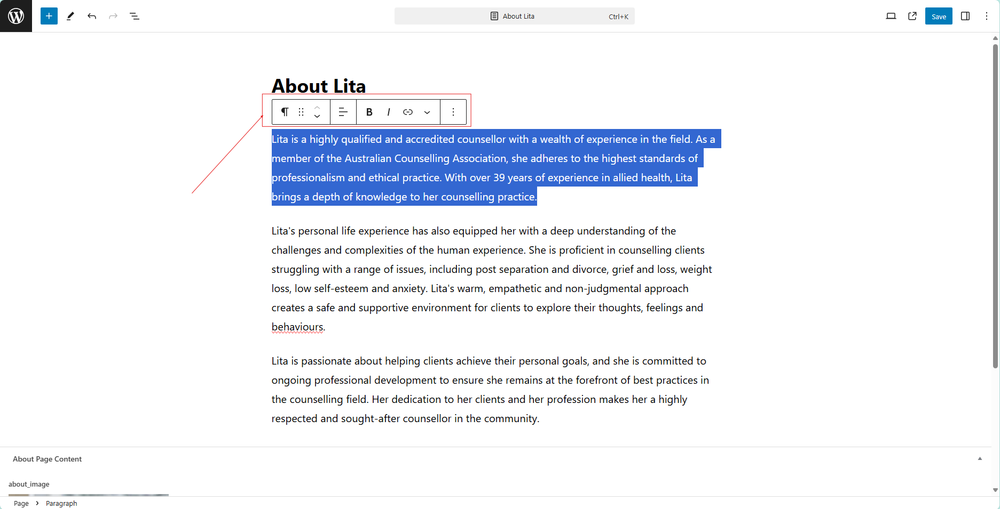 About Lita
Ctrl+K
Save
About Lita
B I
Lita is a highly qualified and accredited counsellor with a wealth of experience in the field. As a
member of the Australian Counselling Association, she adheres to the highest standards of
professionalism and ethical practice. With over 39 years of experience in allied health, Lita
brings a depth of knowledge to her counselling practice.
Lita's personal life experience has also equipped her with a deep understanding of the
challenges and complexities of the human experience. She is proficient in counselling clients
struggling with a range of issues, including post separation and divorce, grief and loss, weight
loss, low self-esteem and anxiety. Lita's warm, empathetic and non-judgmental approach
creates a safe and supportive environment for clients to explore their thoughts, feelings and
behaviours.
Lita is passionate about helping clients achieve their personal goals, and she is committed to
ongoing professional development to ensure she remains at the forefront of best practices in
the counselling field. Her dedication to her clients and her profession makes her a highly
respected and sought-after counsellor in the community.
About Page Content
about_image
Page > Paragraph